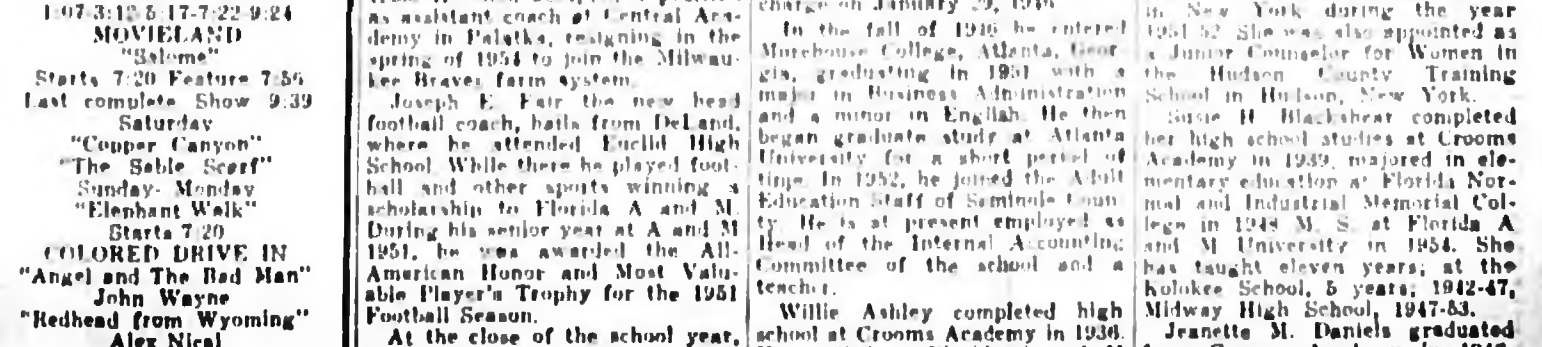 1:07-3:12-5:17-7:22-9:24
MOVIELAND
"Salome"
Starts 7:20 Feature 7:56
Last complete Show 9:39
Saturday
"Copper Canyon"
"The Sable Scarf"
Sunday- Monday
"Elephant Walk"
Starts 7:20
COLORED DRIVE IN
"Angel and The Bad Man"
John Wayne
"Redhead from Wyoming"
Alex Nical
as assistant coach at Central Aca-
demy in Palatka, resigning in the
spring of 1954 to join the Milwau-
kee Braves farm system.
Joseph E. Fair the new head
football coach, hails from DeLand,
where he attended Euclid High
School. While there he played foot-
ball and other sports winning a
scholarship to Florida A and M.
During his senior year at A and M
1951, he was awarded the All-
American Honor and Most Valu-
able Player's Trophy for the 1951
Football Season.
At the close of the school year,
charge on January 29, 1946
In the fall of 1946 he entered
Morehouse College, Atlanta, Geor-
gia, graduating in 1951 with a
major in Business Administration
and a minor in English. He then
began graduate study at Atlanta
University for a short period of
time. In 1952, he joined the Adult
Education Staff of Seminole Coun-
ty. He is at present employed as
Head of the Internal Accounting
Committee of the school and a
teacher.
Willie Ashley completed high
school at Crooms Academy in 1936.
in New York during the year
1951-52 She was also appointed as
a Junior Counselor for Women in
the Hudson County Training
School in Hudson, New York.
Susie H. Blackshear completed
her high school studies at Crooms
Academy in 1939, majored in ele-
mentary education at Florida Nor-
mal and Industrial Memorial Col-
lege in 1948 M. S. at Florida A
and M University in 1954. She
has taught eleven years; at the
Kolokee School, 5 years; 1942-47,
Midway High School, 1947-53.
Jeanette M. Daniels graduated